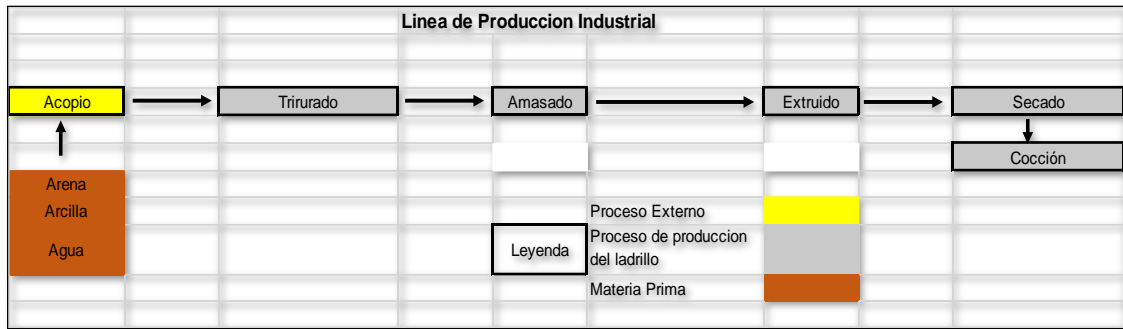 Linea de Produccion Industrial
Acopio
Trirurado
Amasado
Extruido
Secado
Cocción
Arena
Arcilla
Agua
Leyenda
Proceso Externo
Proceso de produccion
del ladrillo
Materia Prima